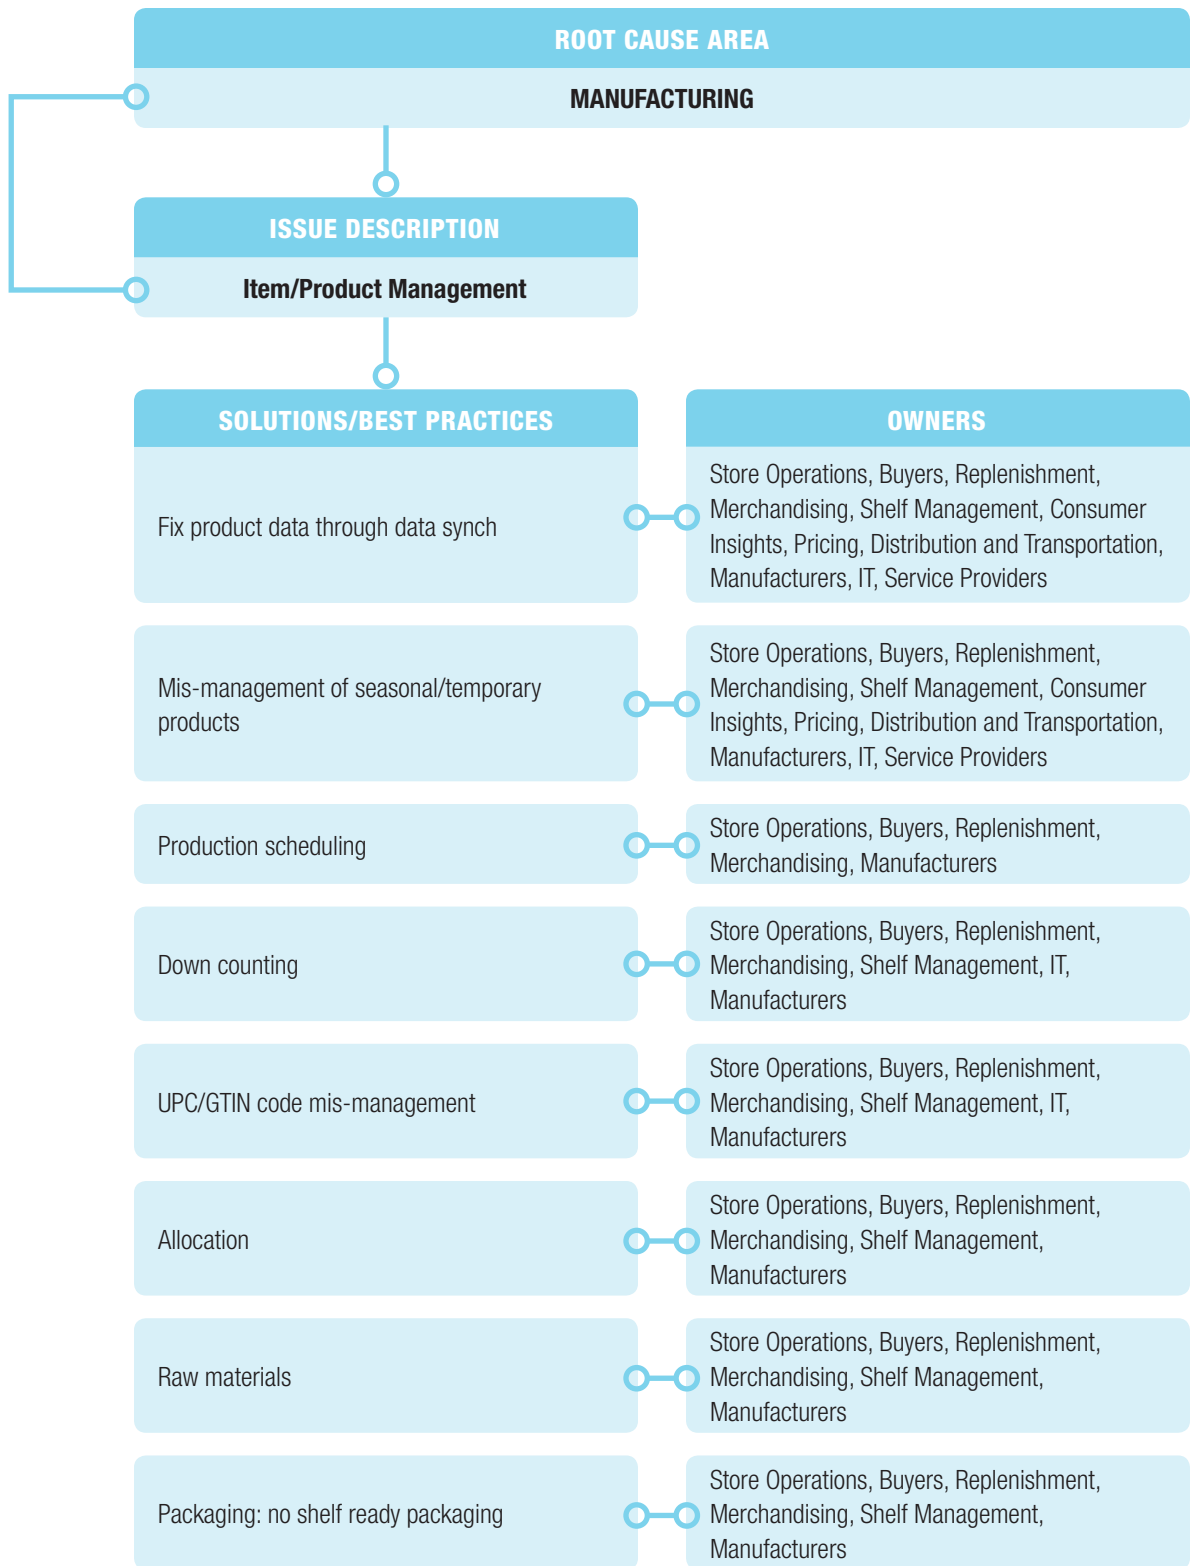 ROOT CAUSE AREA
MANUFACTURING
ISSUE DESCRIPTION
Item/Product Management
SOLUTIONS/BEST PRACTICES
OWNERS
Fix product data through data synch
Store Operations, Buyers, Replenishment,
Merchandising, Shelf Management, Consumer
Insights, Pricing, Distribution and Transportation,
Manufacturers, IT, Service Providers
Mis-management of seasonal/temporary
products
Store Operations, Buyers, Replenishment,
Merchandising, Shelf Management, Consumer
Insights, Pricing, Distribution and Transportation,
Manufacturers, IT, Service Providers
Production scheduling
Store Operations, Buyers, Replenishment,
Merchandising, Manufacturers
Down counting
Store Operations, Buyers, Replenishment,
Merchandising, Shelf Management, IT,
Manufacturers
UPC/GTIN code mis-management
Store Operations, Buyers, Replenishment,
Merchandising, Shelf Management, IT,
Manufacturers
Allocation
Store Operations, Buyers, Replenishment,
Merchandising, Shelf Management,
Manufacturers
Raw materials
Store Operations, Buyers, Replenishment,
Merchandising, Shelf Management,
Manufacturers
Packaging: no shelf ready packaging
Store Operations, Buyers, Replenishment,
Merchandising, Shelf Management,
Manufacturers